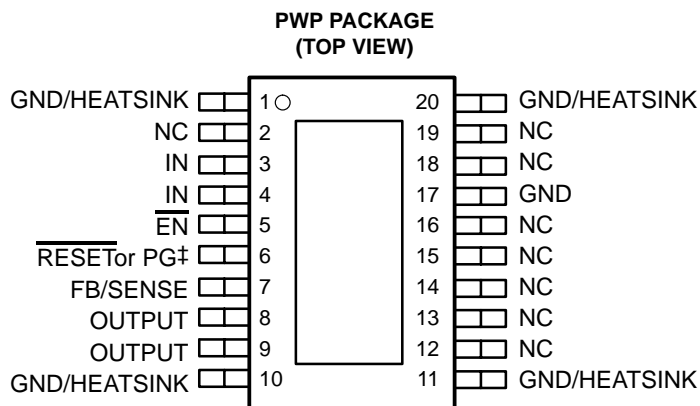 PWP PACKAGE
(TOP VIEW)
GND/HEATSINK 1 20 GND/HEATSINK
NC 2 19 NC
IN 3 18 NC
IN 4 17 GND
EN 5 16 NC
RESETor PG‡ 6 15 NC
FB/SENSE 7 14 NC
OUTPUT 8 13 NC
OUTPUT 9 12 NC
GND/HEATSINK 10 11 GND/HEATSINK